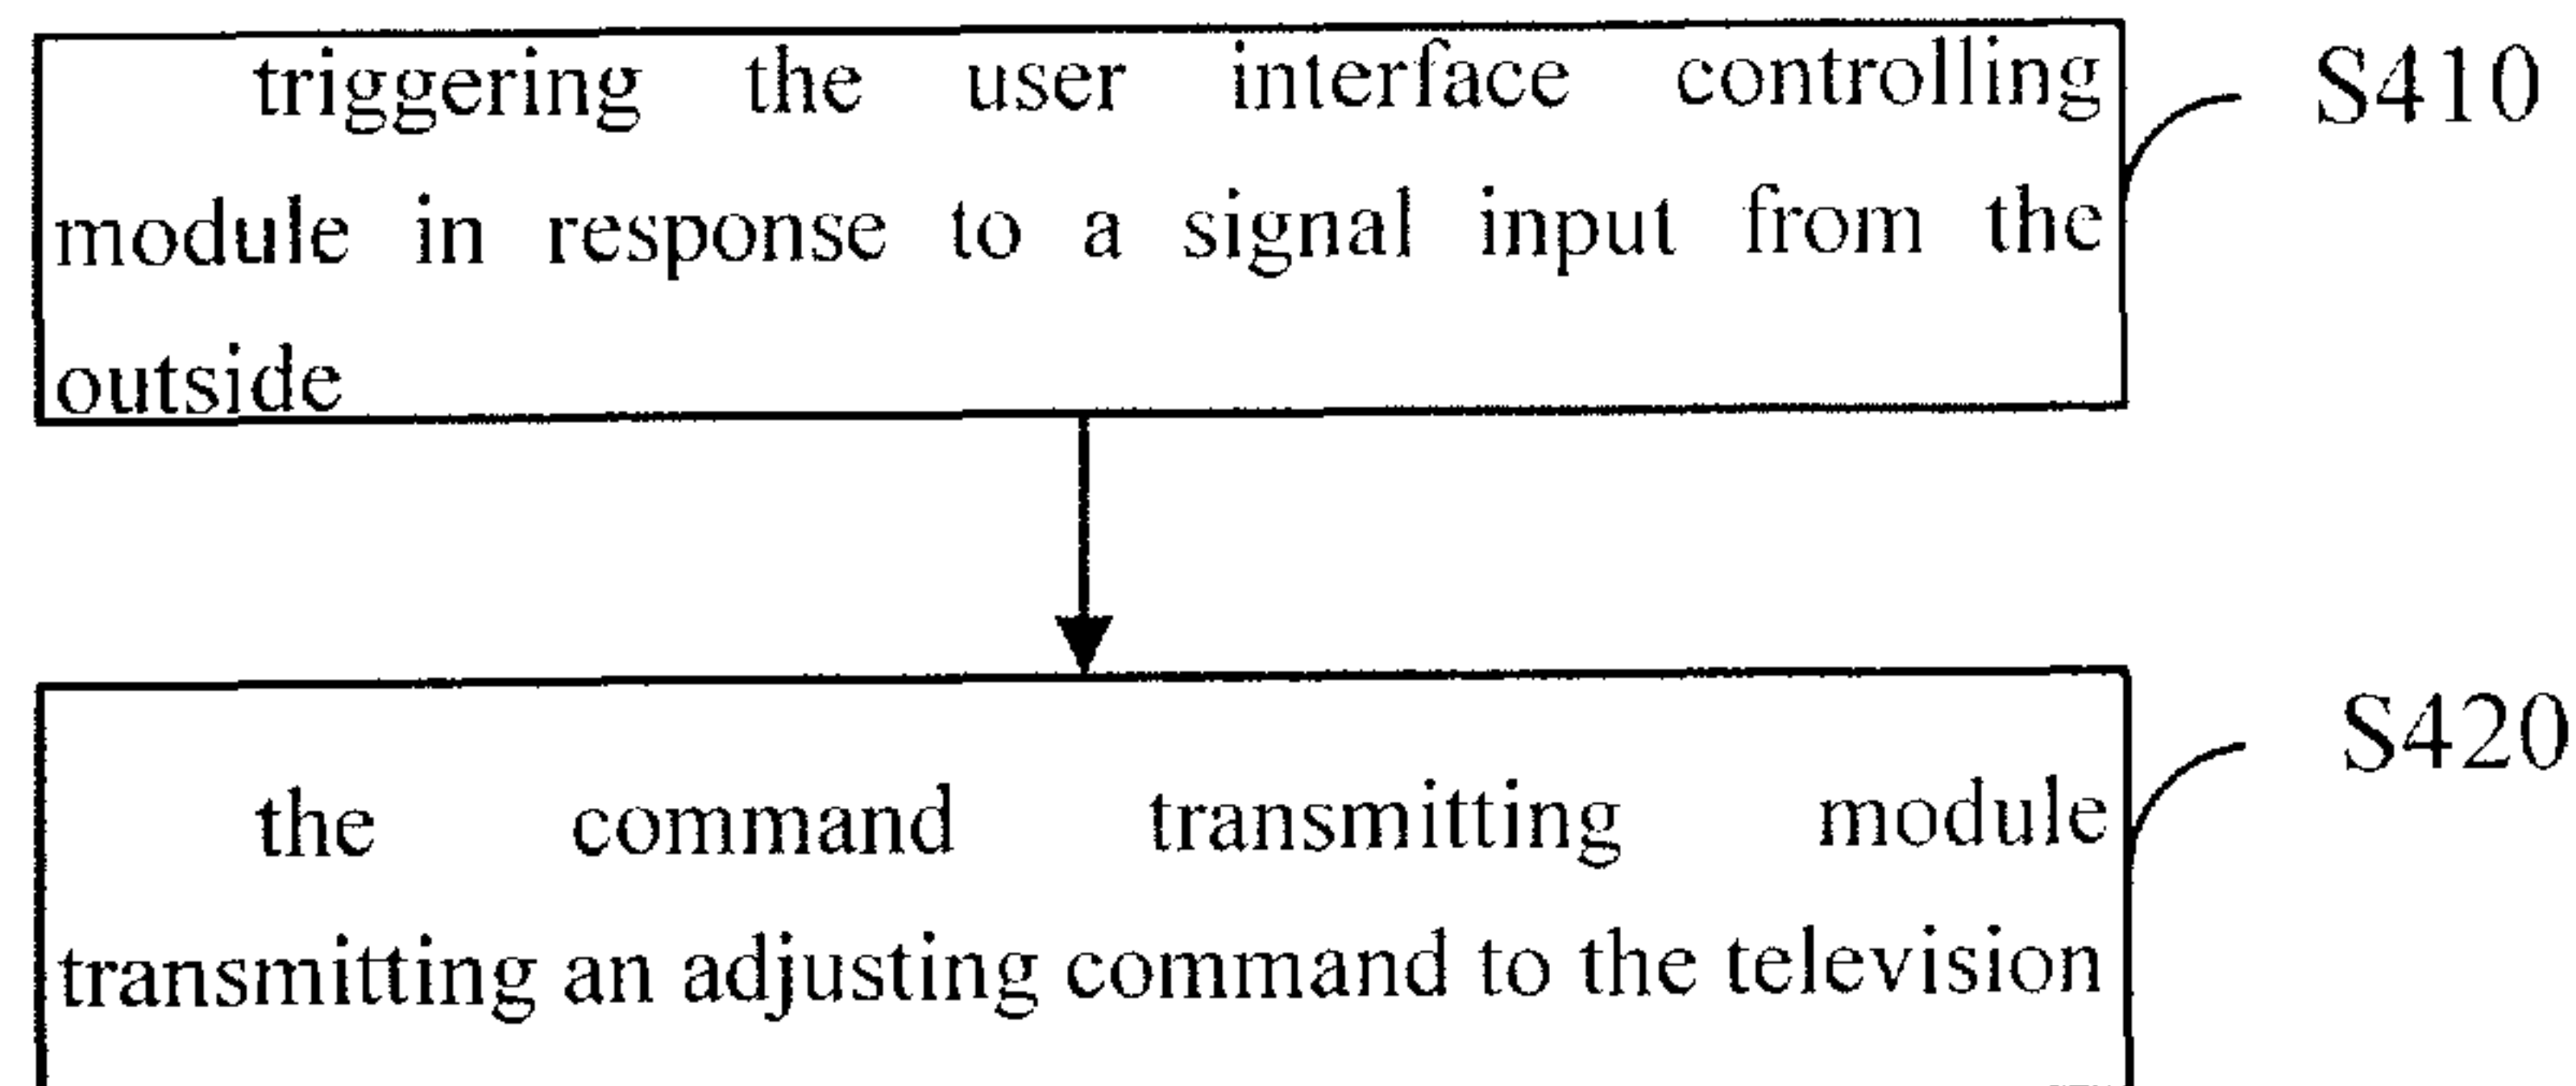 triggering the user interface controlling
module in response to a signal input from the
outside
S410
the command transmitting module
transmitting an adjusting command to the television
S420